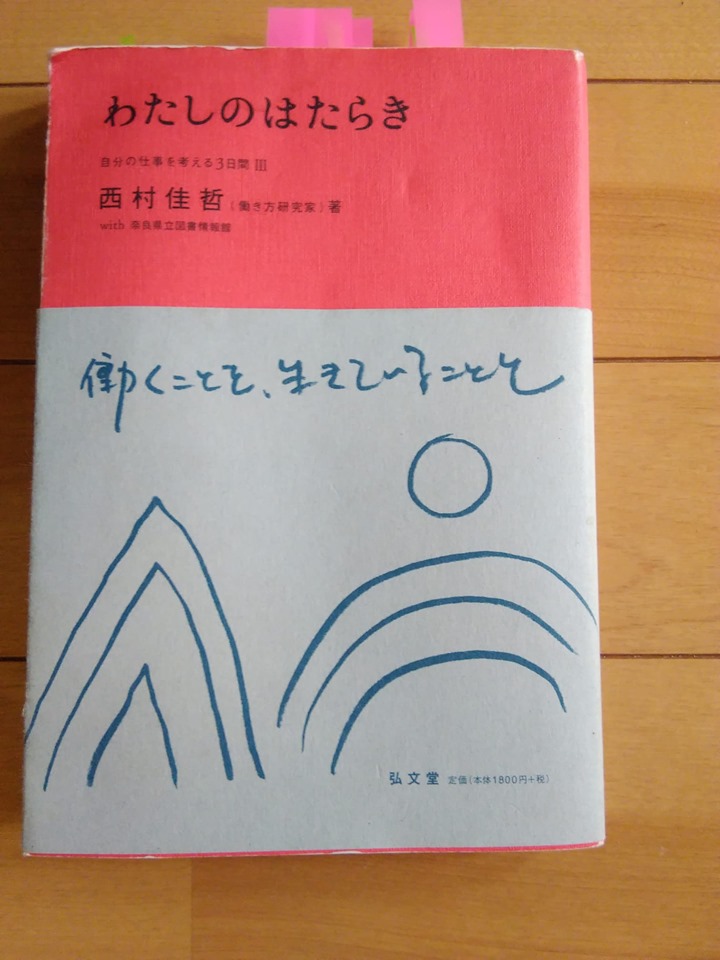 わたしのはたらき
自分の仕事を考える3日間 III
西村佳哲(働き方研究家)著
with 奈良県立図書情報館
働くことを、生きていることと
弘文堂 定価(本体1800円+税)